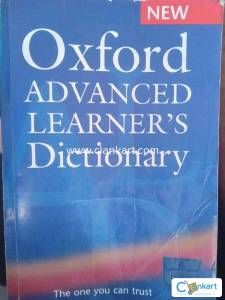 NEW
Oxford
ADVANCED
LEARNER'S
www.clankart.com
Dictionary
The one you can trust
Clankart